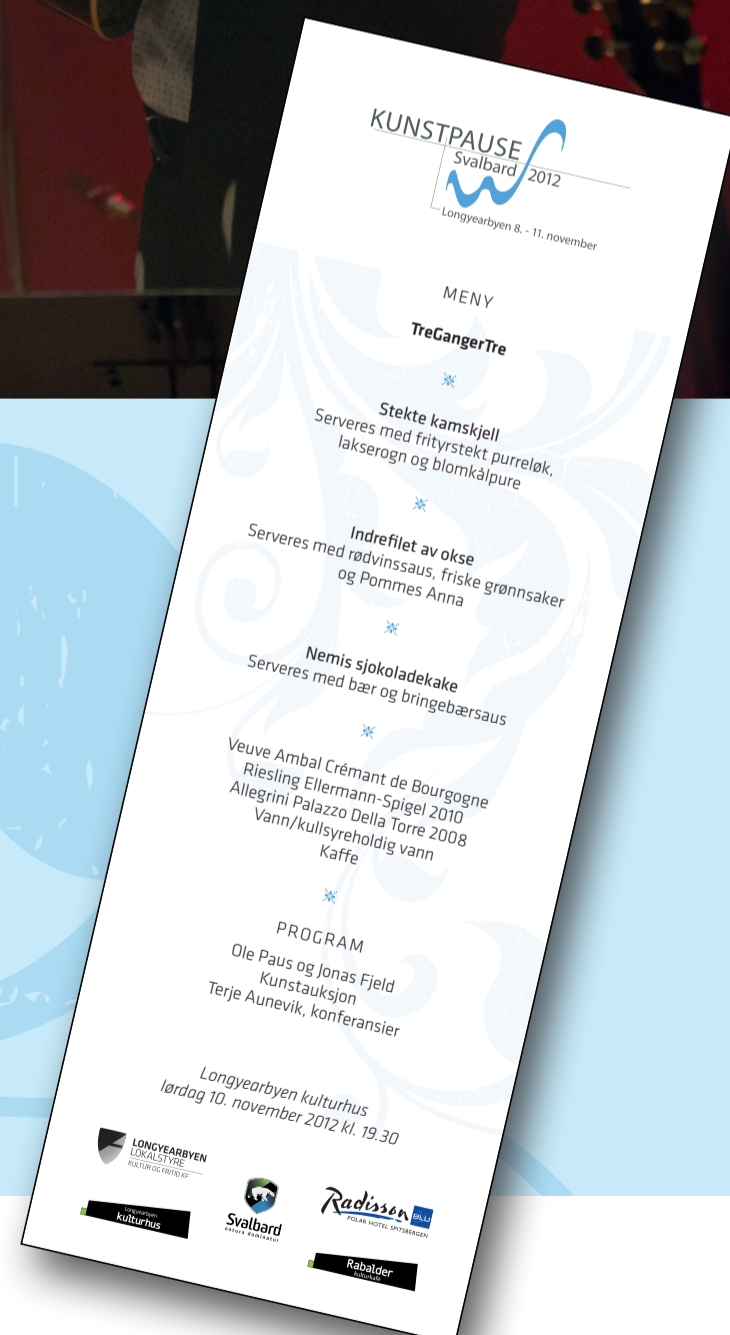 KUNSTPAUSE
Svalbard 2012
Longyearbyen 8. - 11. november
MENY
TreGangerTre
Stekte kamskjell
Serveres med frityrstekt purreløk,
lakserogn og blomkålpure
Indrefilet av okse
Serveres med rødvinssaus, friske grønnsaker
og Pommes Anna
Nemis sjokoladekake
Serveres med bær og bringebærsaus
Veuve Ambal Crémant de Bourgogne
Riesling Ellermann-Spigel 2010
Allegrini Palazzo Della Torre 2008
Vann/kullsyreholdig vann
Kaffe
PROGRAM
Ole Paus og Jonas Fjeld
Kunstauksjon
Terje Aunevik, konferansier
Longyearbyen kulturhus
lørdag 10. november 2012 kl. 19.30
LONGYEARBYEN
LOKALSTYRE
KULTUR OG FRITID KF
Longyearbyen
kulturhus
Svalbard
natura dominatur
Radisson BLU
POLAR HOTEL SPITSBERGEN
Rabalder
kulturkafé